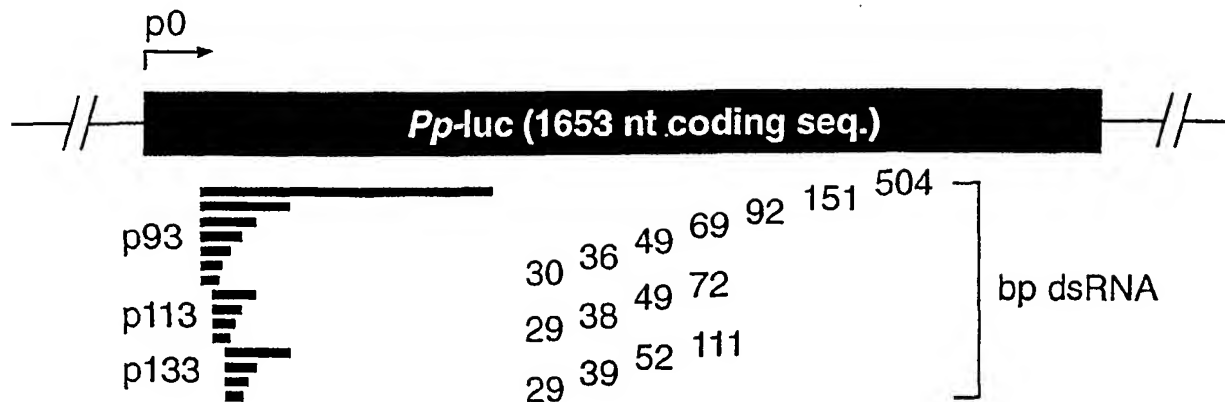 p0
Pp-luc (1653 nt coding seq.)
p93
30 36 49 69 92 151 504
p113
29 38 49 72
p133
29 39 52 111
bp dsRNA